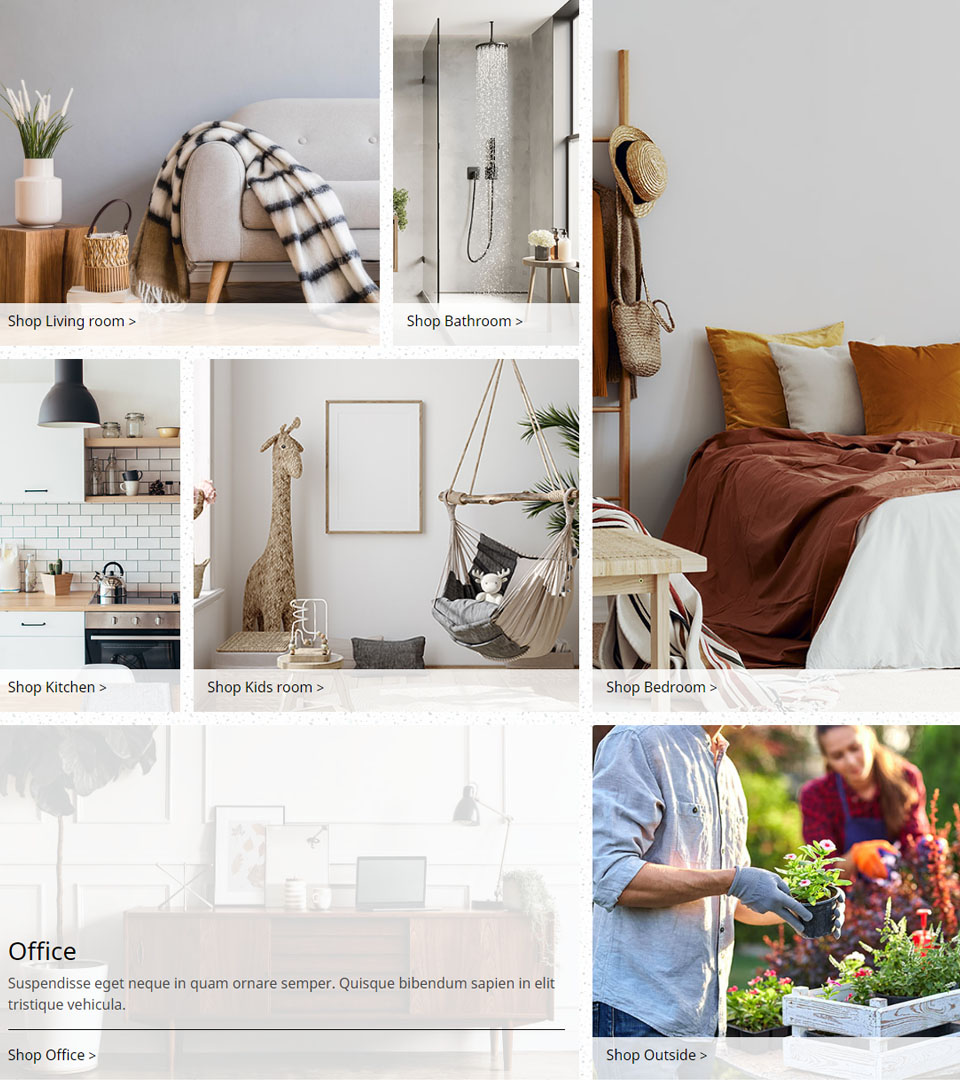 Shop Living room >
Shop Bathroom >
Shop Kitchen >
Shop Kids room >
Shop Bedroom >
Office
Suspendisse eget neque in quam ornare semper. Quisque bibendum sapien in elit
tristique vehicula.
Shop Office >
Shop Outside >